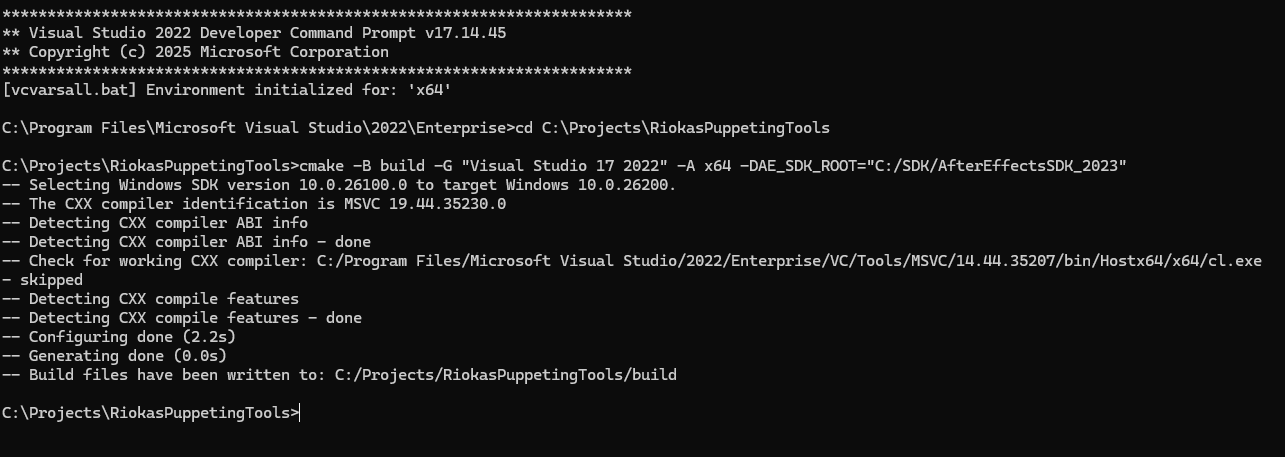 **********************************************************************
** Visual Studio 2022 Developer Command Prompt v17.14.45
** Copyright (c) 2025 Microsoft Corporation
**********************************************************************
[vcvarsall.bat] Environment initialized for: 'x64'
C:\Program Files\Microsoft Visual Studio\2022\Enterprise>cd C:\Projects\RiokasPuppetingTools
C:\Projects\RiokasPuppetingTools>cmake -B build -G "Visual Studio 17 2022" -A x64 -DAE_SDK_ROOT="C:/SDK/AfterEffectsSDK_2023"
-- Selecting Windows SDK version 10.0.26100.0 to target Windows 10.0.26200.
-- The CXX compiler identification is MSVC 19.44.35230.0
-- Detecting CXX compiler ABI info
-- Detecting CXX compiler ABI info - done
-- Check for working CXX compiler: C:/Program Files/Microsoft Visual Studio/2022/Enterprise/VC/Tools/MSVC/14.44.35207/bin/Hostx64/x64/cl.exe
- skipped
-- Detecting CXX compile features
-- Detecting CXX compile features - done
-- Configuring done (2.2s)
-- Generating done (0.0s)
-- Build files have been written to: C:/Projects/RiokasPuppetingTools/build
C:\Projects\RiokasPuppetingTools>